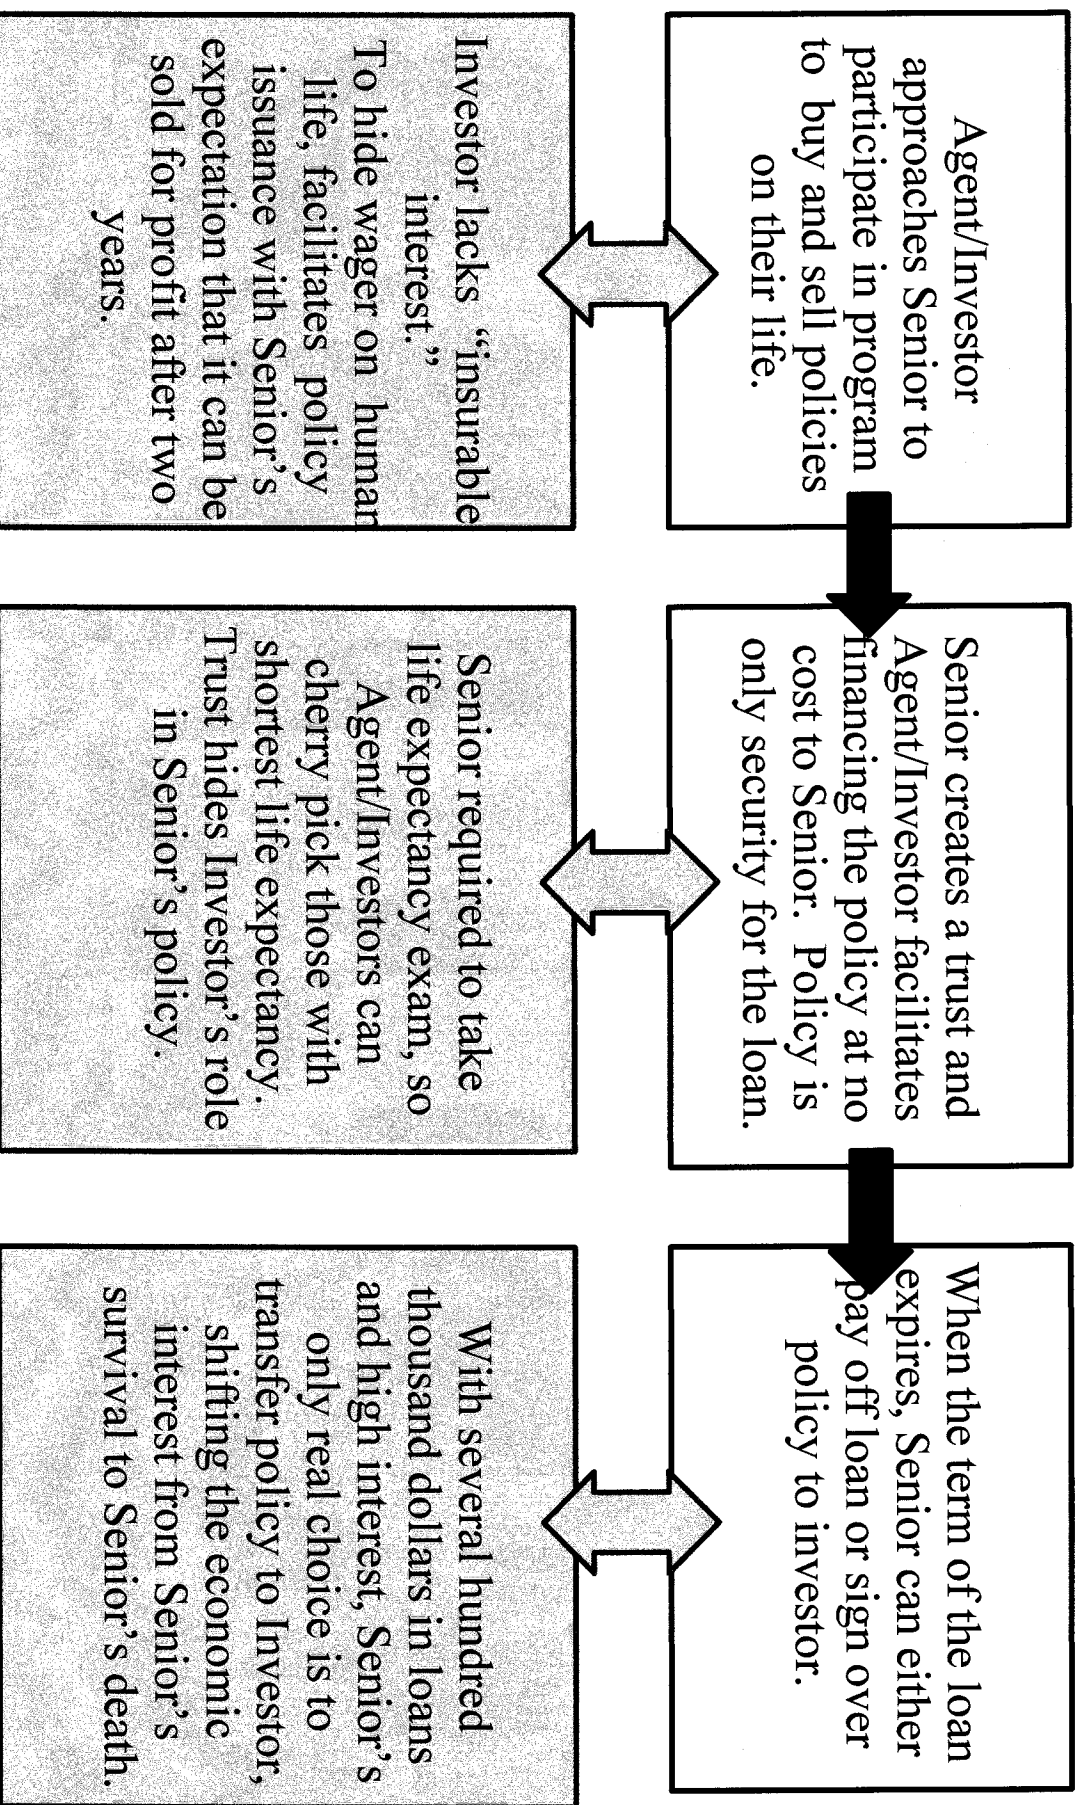 Agent/Investor
approaches Senior to
participate in program
to buy and sell policies
on their life.
Senior creates a trust and
Agent/Investor facilitates
financing the policy at no
cost to Senior. Policy is
only security for the loan.
When the term of the loan
expires, Senior can either
pay off loan or sign over
policy to investor.
Investor lacks “insurable
interest.”
To hide wager on human
life, facilitates policy
issuance with Senior’s
expectation that it can be
sold for profit after two
years.
Senior required to take
life expectancy exam, so
Agent/Investors can
cherry pick those with
shortest life expectancy.
Trust hides Investor’s role
in Senior’s policy.
With several hundred
thousand dollars in loans
and high interest, Senior’s
only real choice is to
transfer policy to Investor,
shifting the economic
interest from Senior’s
survival to Senior’s death.